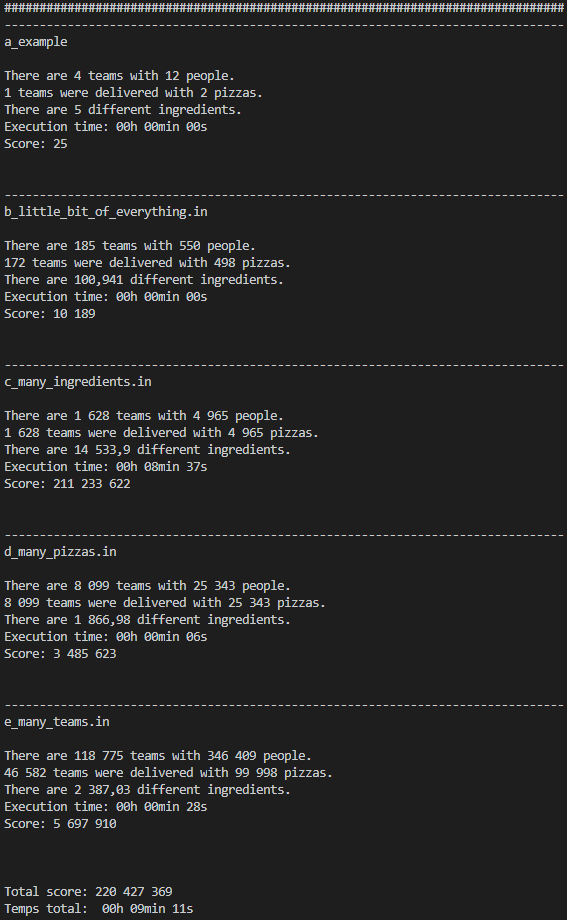 ################################################################################
--------------------------------------------------------------------------------
a_example
There are 4 teams with 12 people.
1 teams were delivered with 2 pizzas.
There are 5 different ingredients.
Execution time: 00h 00min 00s
Score: 25
--------------------------------------------------------------------------------
b_little_bit_of_everything.in
There are 185 teams with 550 people.
172 teams were delivered with 498 pizzas.
There are 100,941 different ingredients.
Execution time: 00h 00min 00s
Score: 10 189
--------------------------------------------------------------------------------
c_many_ingredients.in
There are 1 628 teams with 4 965 people.
1 628 teams were delivered with 4 965 pizzas.
There are 14 533,9 different ingredients.
Execution time: 00h 08min 37s
Score: 211 233 622
--------------------------------------------------------------------------------
d_many_pizzas.in
There are 8 099 teams with 25 343 people.
8 099 teams were delivered with 25 343 pizzas.
There are 1 866,98 different ingredients.
Execution time: 00h 00min 06s
Score: 3 485 623
--------------------------------------------------------------------------------
e_many_teams.in
There are 118 775 teams with 346 409 people.
46 582 teams were delivered with 99 998 pizzas.
There are 2 387,03 different ingredients.
Execution time: 00h 00min 28s
Score: 5 697 910
Total score: 220 427 369
Temps total:  00h 09min 11s